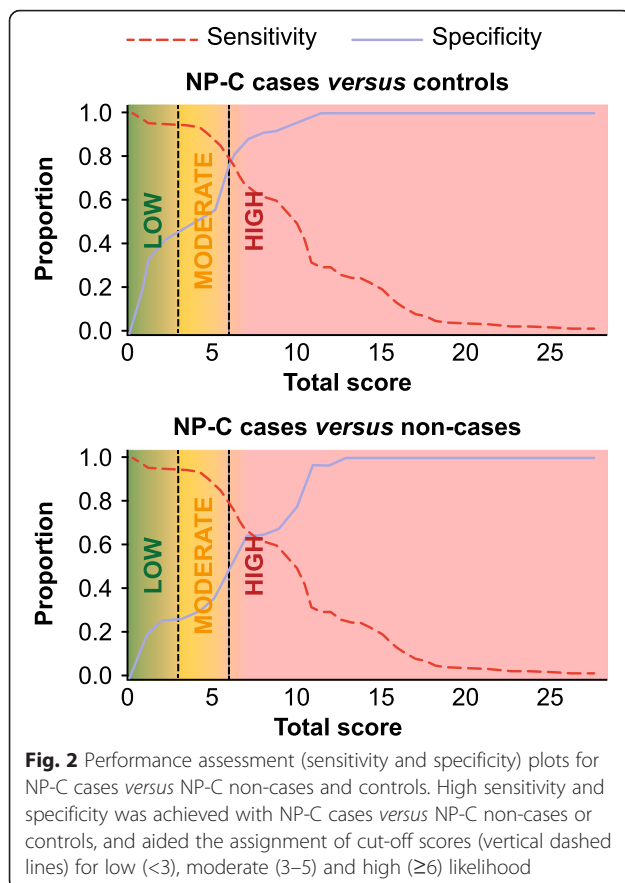 Sensitivity Specificity
NP-C cases versus controls
Proportion
1.0
0.8
0.6
0.4
0.2
0.0
LOW
MODERATE
HIGH
0 5 10 15 20 25
Total score
NP-C cases versus non-cases
Proportion
1.0
0.8
0.6
0.4
0.2
0.0
LOW
MODERATE
HIGH
0 5 10 15 20 25
Total score
Fig. 2 Performance assessment (sensitivity and specificity) plots for
NP-C cases versus NP-C non-cases and controls. High sensitivity and
specificity was achieved with NP-C cases versus NP-C non-cases or
controls, and aided the assignment of cut-off scores (vertical dashed
lines) for low (<3), moderate (3–5) and high (≥6) likelihood